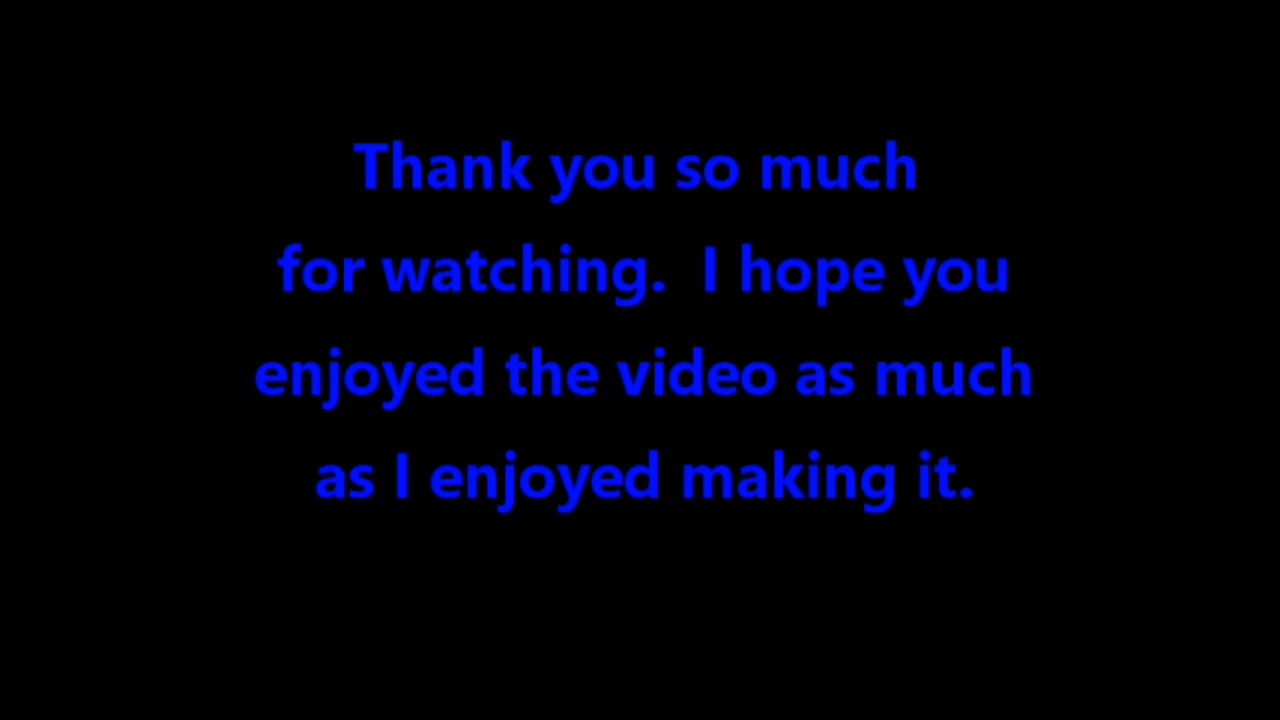 Thank you so much
for watching.  I hope you
enjoyed the video as much
as I enjoyed making it.